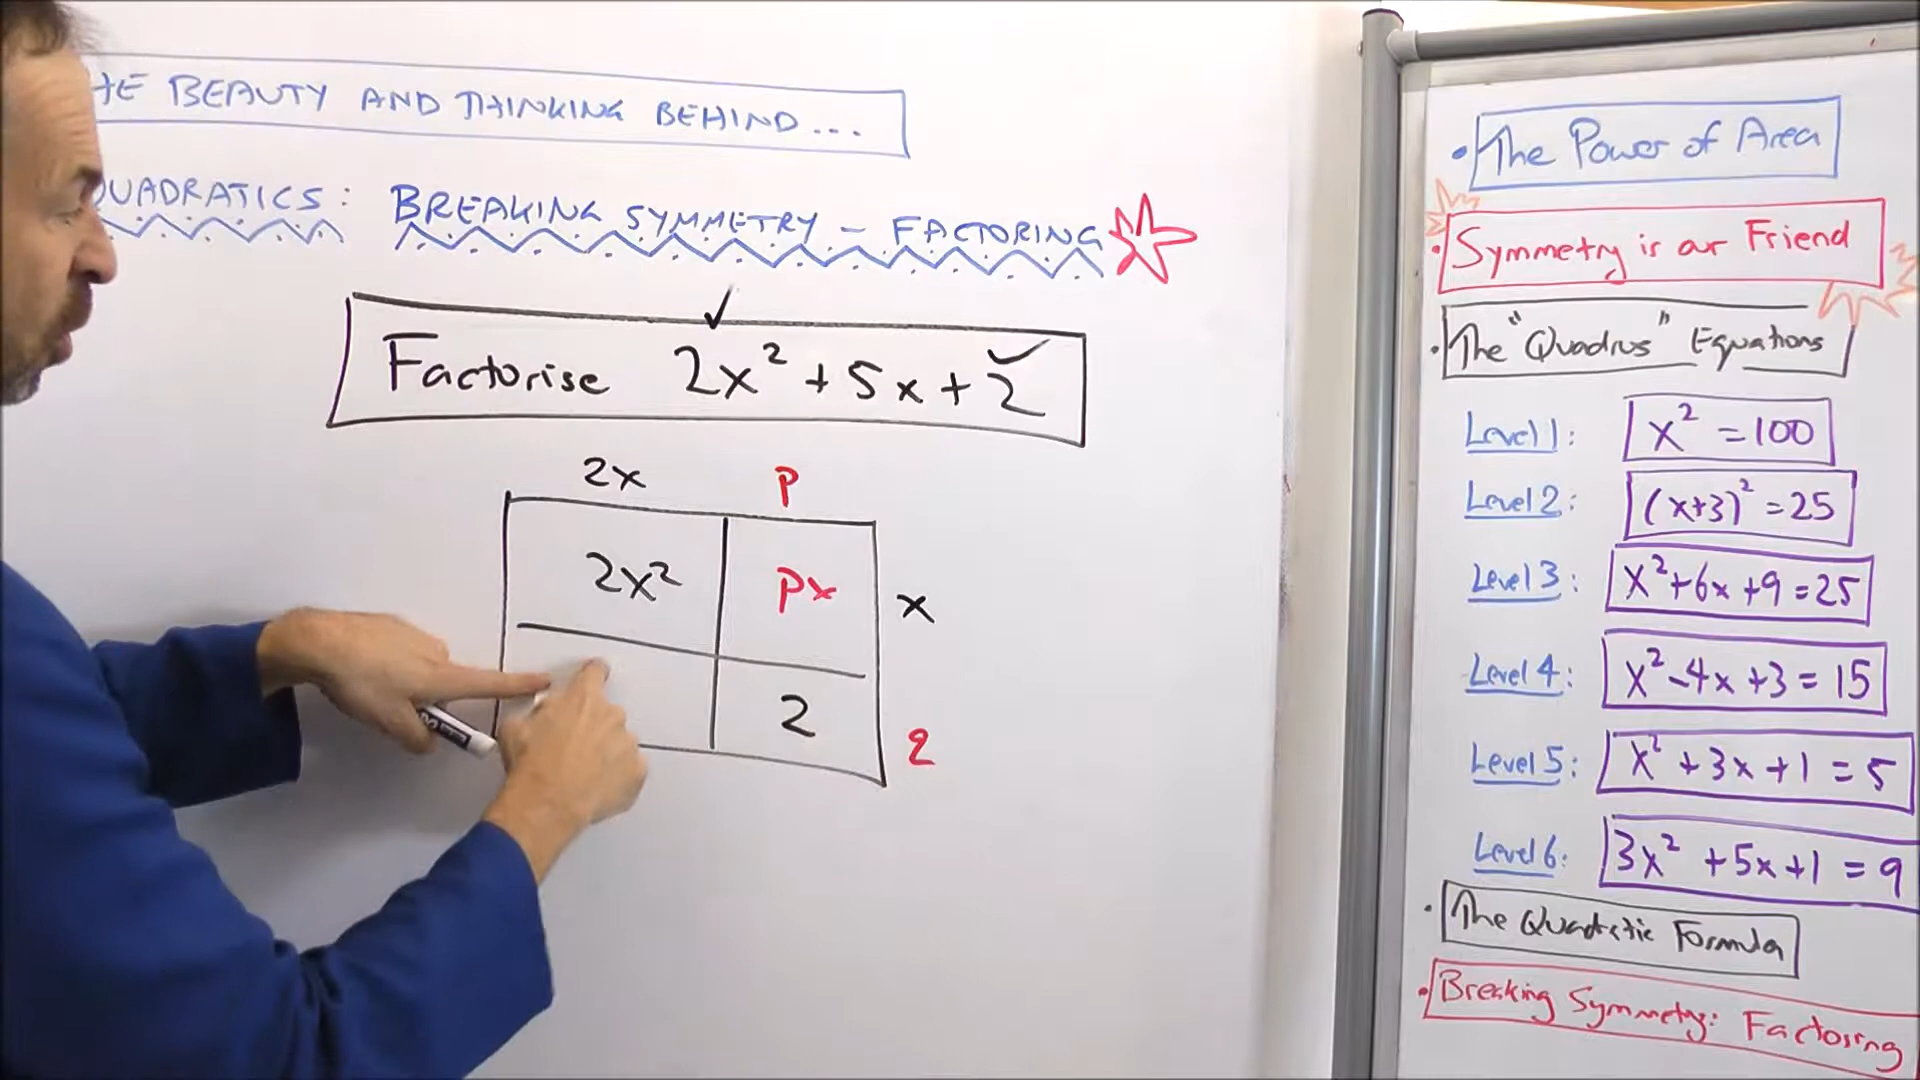 HE BEAUTY AND THINKING BEHIND...
QUADRATICS: BREAKING SYMMETRY - FACTORING
✓
Factorise 2x² + 5x + 2
2x p
2x² px x
2
• The Power of Area
• Symmetry is our Friend
• The "Quadrus" Equations
Level 1: x² = 100
Level 2: (x+3)² = 25
Level 3: x²+6x+9=25
Level 4: x²-4x+3=15
Level 5: x²+3x+1=5
Level 6: 3x²+5x+1=9
• The Quadratic Formula
• Breaking Symmetry: Factoring